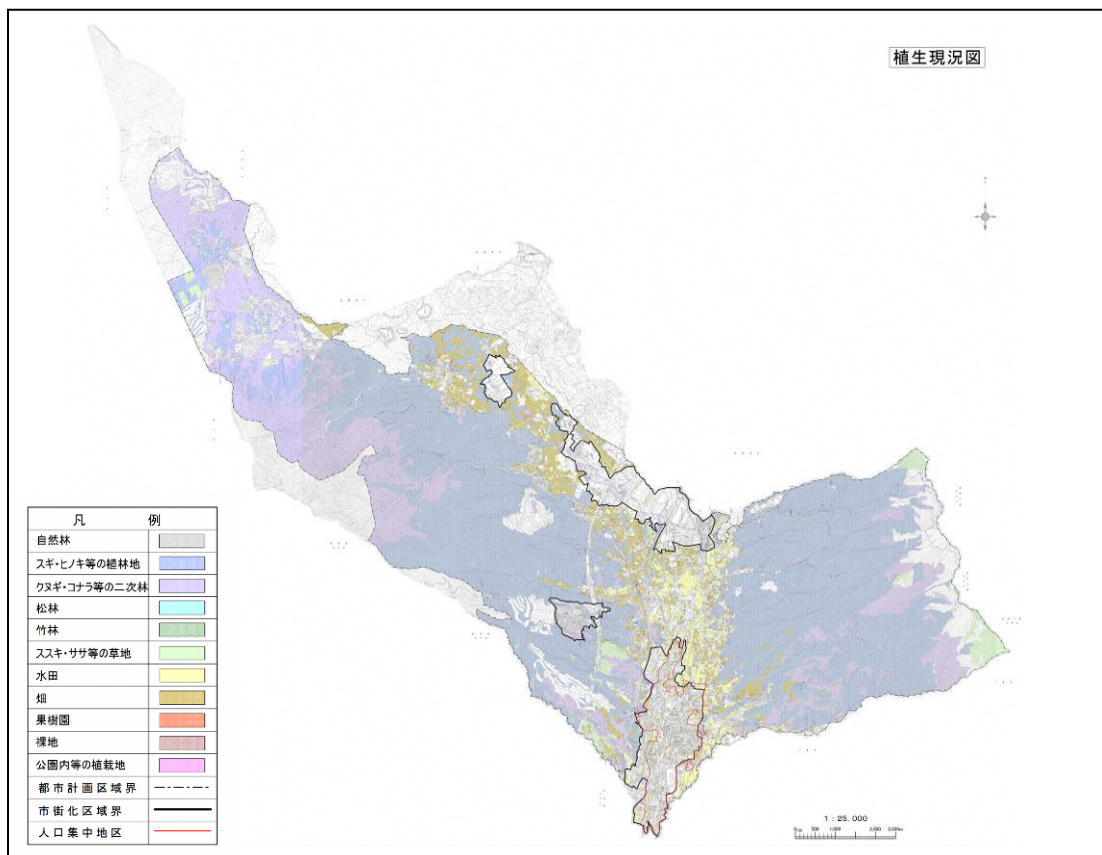 植生現況図
凡 例
自然林
スギ・ヒノキ等の植林地
クヌギ・コナラ等の二次林
松林
竹林
ススキ・ササ等の草地
水田
畑
果樹園
裸地
公園内等の植栽地
都市計画区域界
市街化区域界
人口集中地区
1:25,000